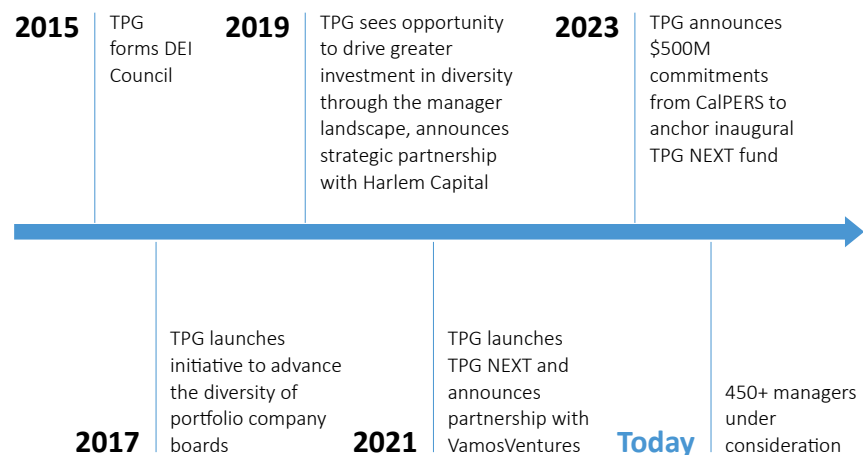 2015
TPG
forms DEI
Council
2019
TPG sees opportunity
to drive greater
investment in diversity
through the manager
landscape, announces
strategic partnership
with Harlem Capital
2023
TPG announces
$500M
commitments
from CalPERS to
anchor inaugural
TPG NEXT fund
2017
TPG launches
initiative to advance
the diversity of
portfolio company
boards
2021
TPG launches
TPG NEXT and
announces
partnership with
VamosVentures
Today
450+ managers
under
consideration